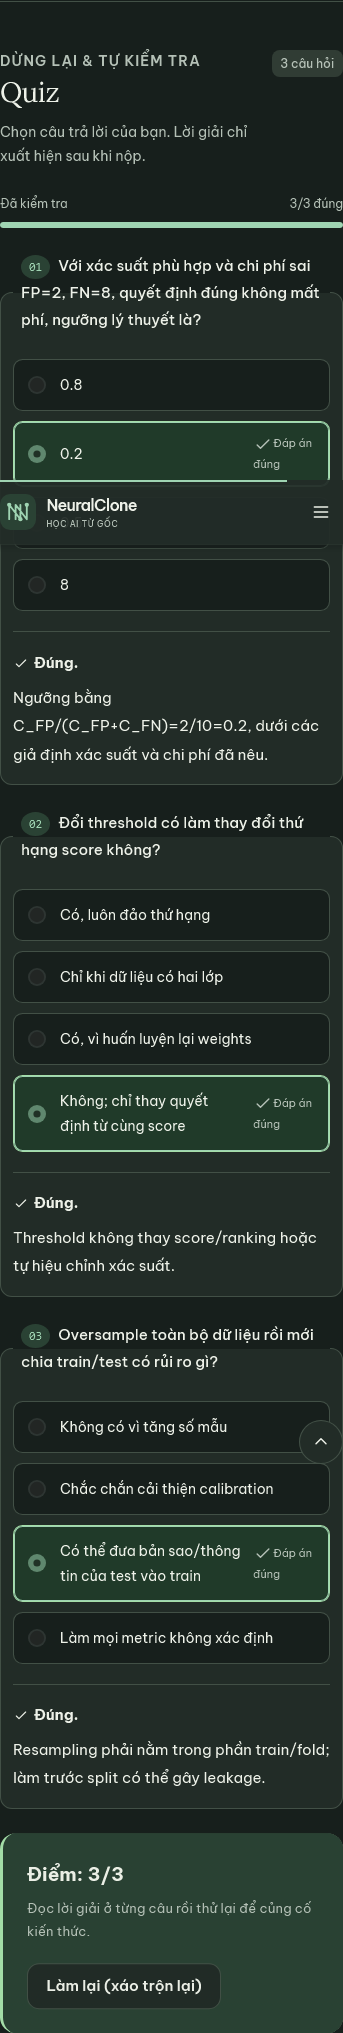 DỪNG LẠI & TỰ KIỂM TRA
3 câu hỏi
Quiz
Chọn câu trả lời của bạn. Lời giải chỉ
xuất hiện sau khi nộp.
Đã kiểm tra
3/3 đúng
01 Với xác suất phù hợp và chi phí sai
FP=2, FN=8, quyết định đúng không mất
phí, ngưỡng lý thuyết là?
0.8
0.2
Đáp án
đúng
NeuralClone
HỌC AI TỪ GỐC
8
Đúng.
Ngưỡng bằng
C_FP/(C_FP+C_FN)=2/10=0.2, dưới các
giả định xác suất và chi phí đã nêu.
02 Đổi threshold có làm thay đổi thứ
hạng score không?
Có, luôn đảo thứ hạng
Chỉ khi dữ liệu có hai lớp
Có, vì huấn luyện lại weights
Không; chỉ thay quyết
định từ cùng score
Đáp án
đúng
Đúng.
Threshold không thay score/ranking hoặc
tự hiệu chỉnh xác suất.
03 Oversample toàn bộ dữ liệu rồi mới
chia train/test có rủi ro gì?
Không có vì tăng số mẫu
Chắc chắn cải thiện calibration
Có thể đưa bản sao/thông
tin của test vào train
Đáp án
đúng
Làm mọi metric không xác định
Đúng.
Resampling phải nằm trong phần train/fold;
làm trước split có thể gây leakage.
Điểm: 3/3
Đọc lời giải ở từng câu rồi thử lại để củng cố
kiến thức.
Làm lại (xáo trộn lại)